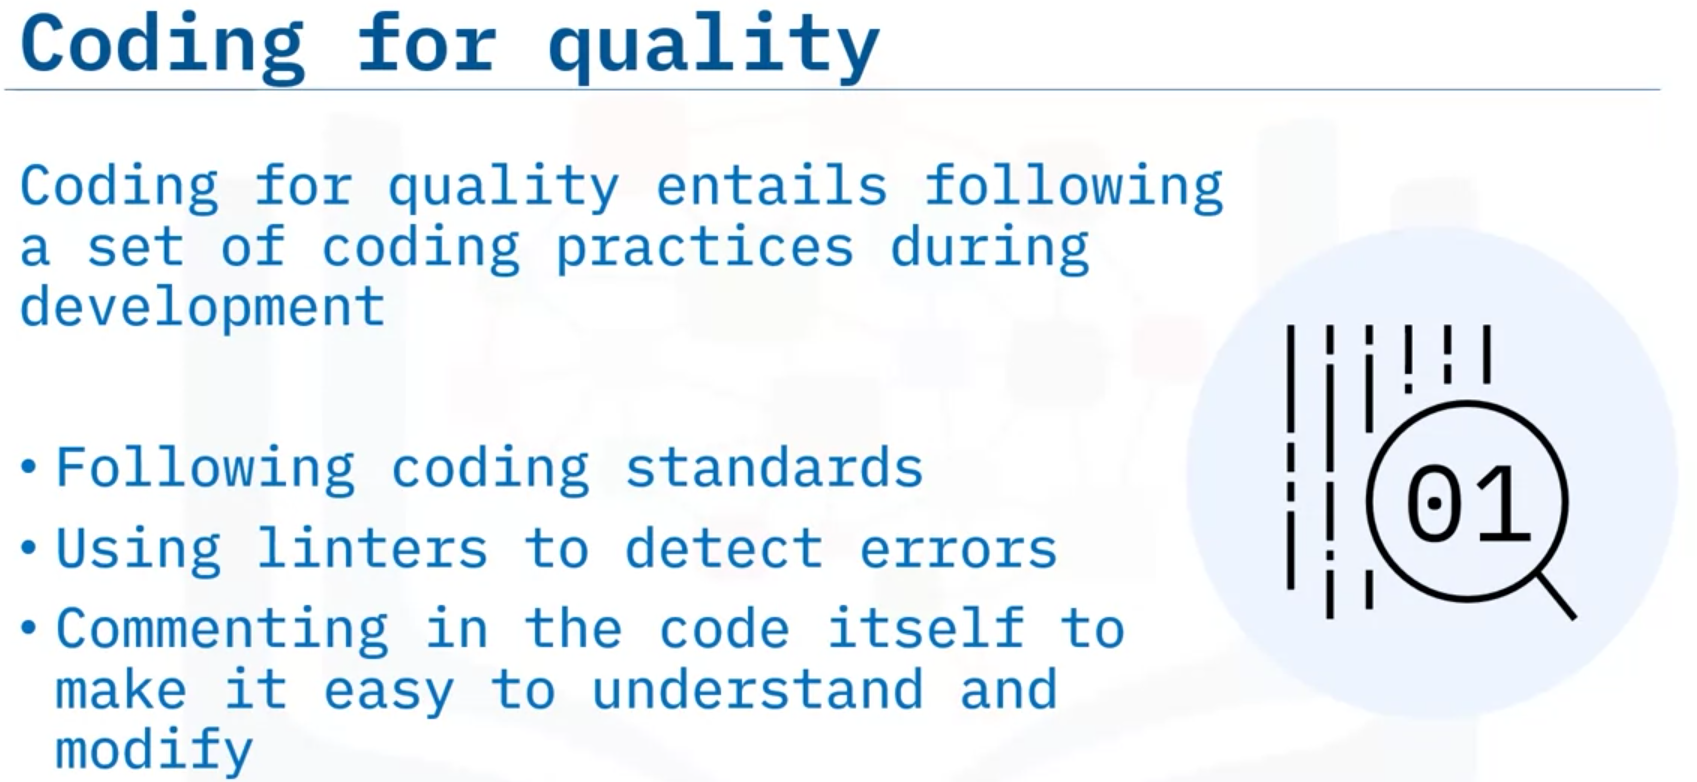 Coding for quality
Coding for quality entails following
a set of coding practices during
development
• Following coding standards
• Using linters to detect errors
• Commenting in the code itself to
make it easy to understand and
modify
01